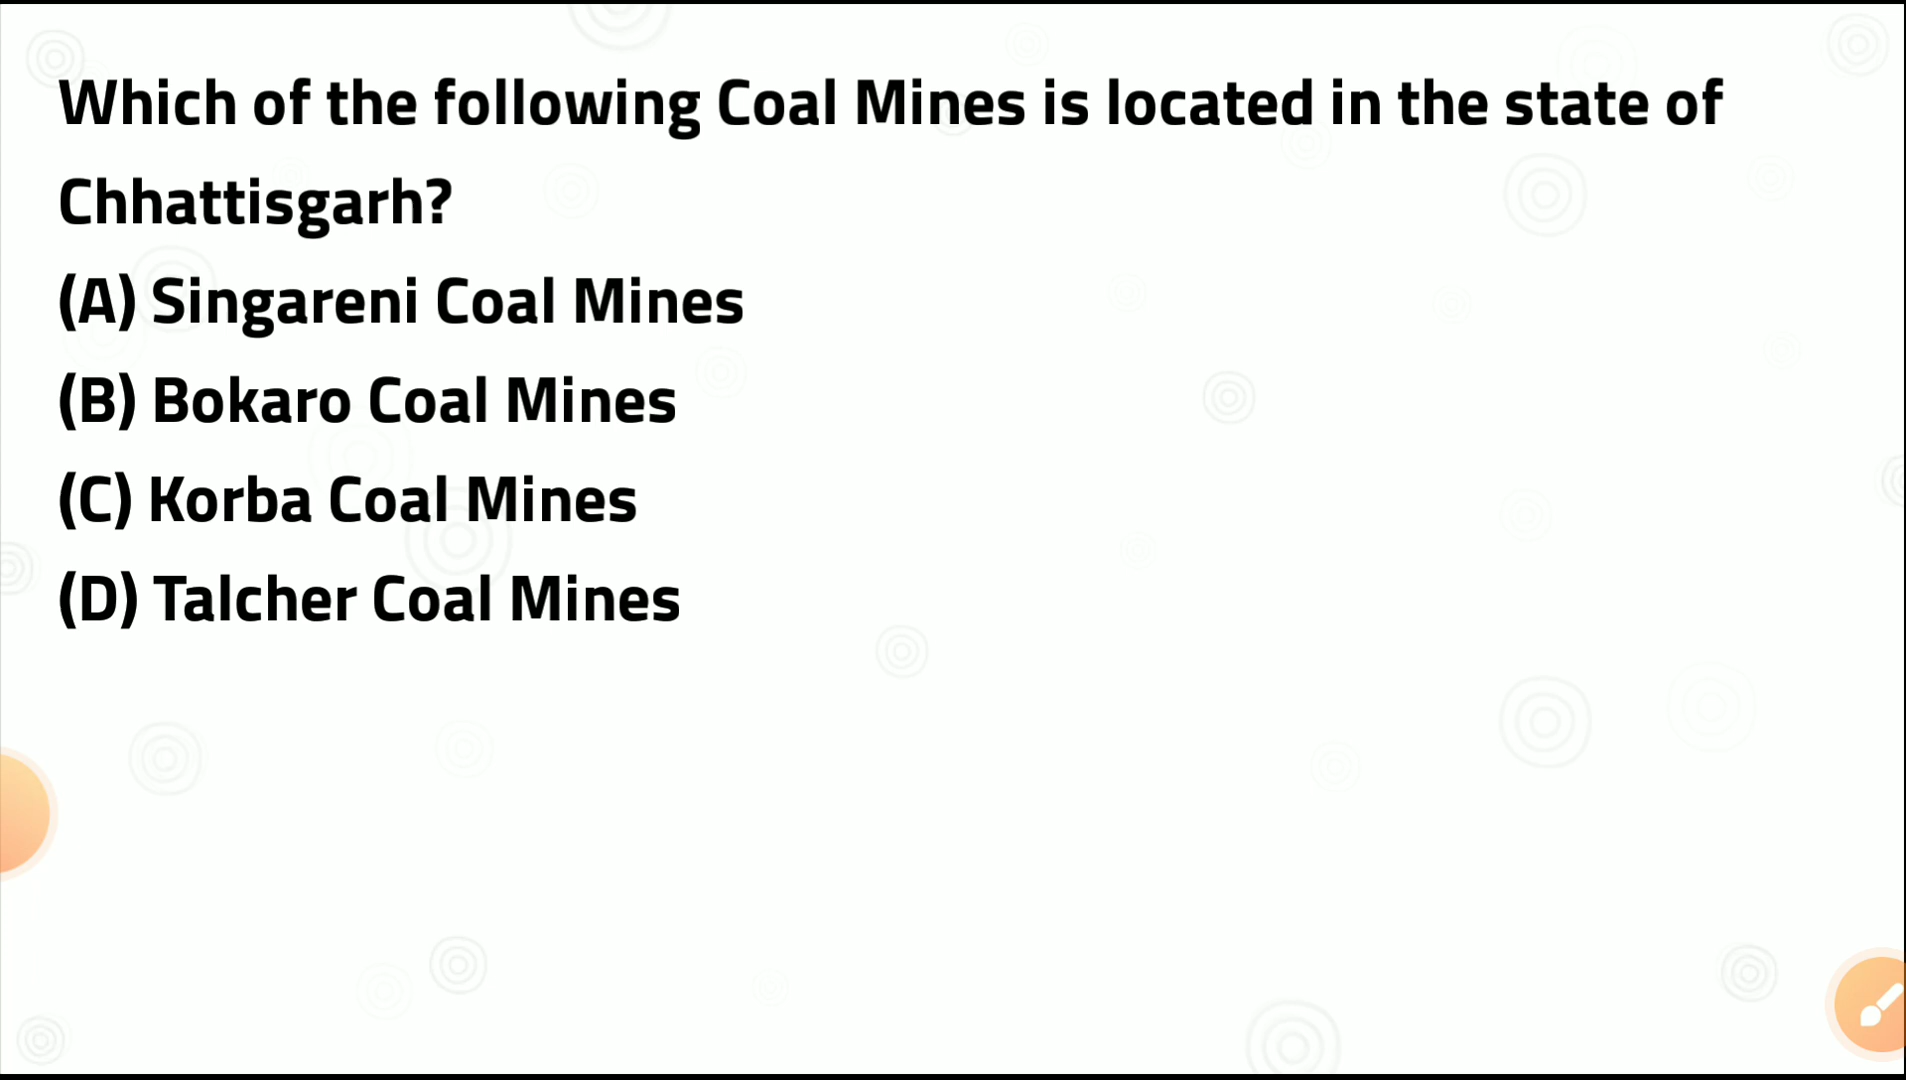 Which of the following Coal Mines is located in the state of
Chhattisgarh?
(A) Singareni Coal Mines
(B) Bokaro Coal Mines
(C) Korba Coal Mines
(D) Talcher Coal Mines